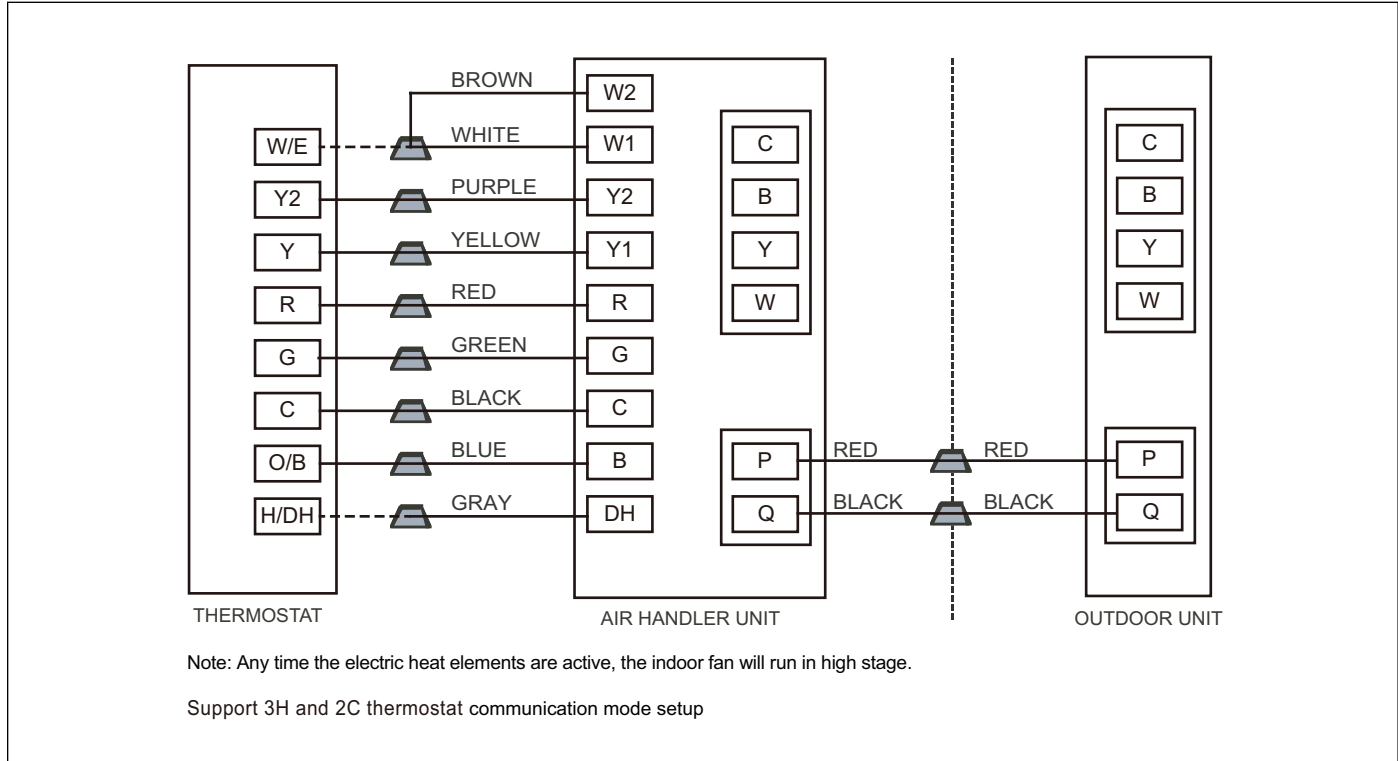 BROWN W2
W/E WHITE W1 C C
Y2 PURPLE Y2 B B
Y YELLOW Y1 Y Y
R RED R W W
G GREEN G
C BLACK C
O/B BLUE B P RED RED P
H/DH GRAY DH Q BLACK BLACK Q
THERMOSTAT AIR HANDLER UNIT OUTDOOR UNIT
Note: Any time the electric heat elements are active, the indoor fan will run in high stage.
Support 3H and 2C thermostat communication mode setup